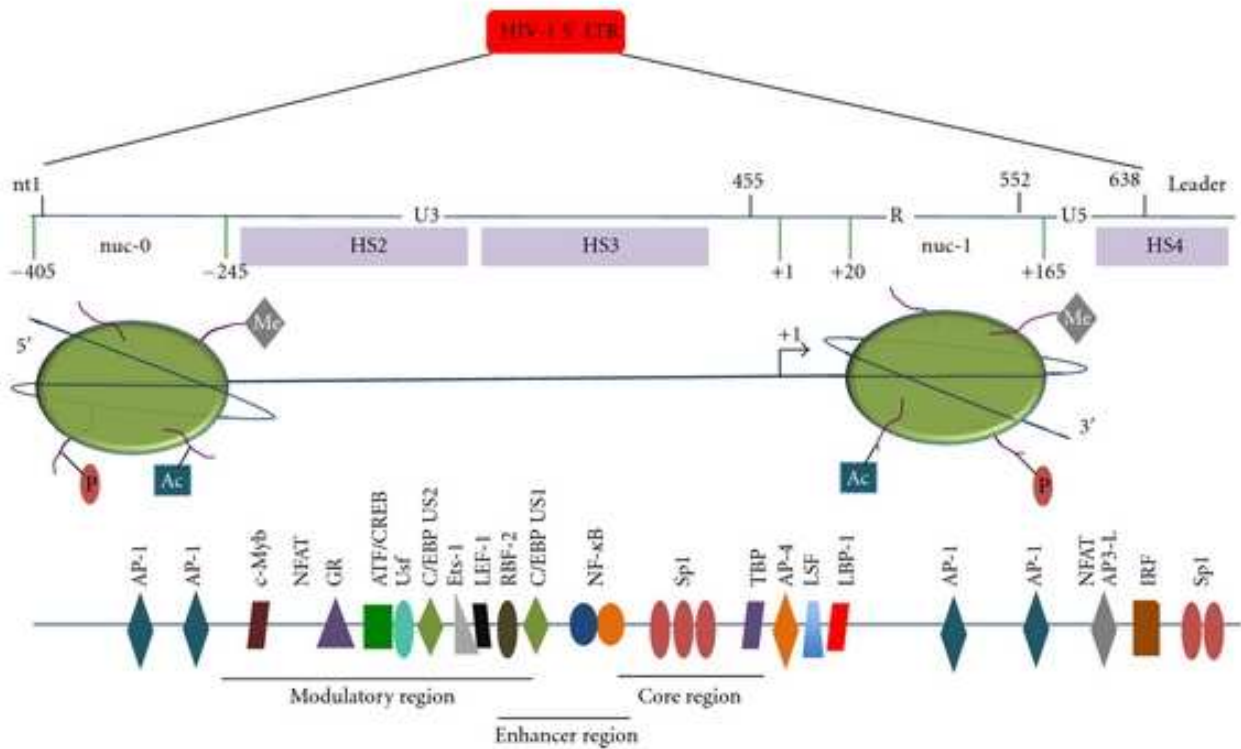 HIV-1 5' LTR
nt1 455 552 638 Leader
U3 R U5
nuc-0 HS2 HS3 nuc-1 HS4
−405 −245 +1 +20 +165
Me Me
5′ +1 3′
P Ac Ac P
AP-1
AP-1
c-Myb
NFAT
GR
ATF/CREB
Usf
C/EBP US2
Ets-1
LEF-1
RBF-2
C/EBP US1
NF-κB
Sp1
TBP
AP-4
LSF
LBP-1
AP-1
AP-1
NFAT
AP3-L
IRF
Sp1
Modulatory region Core region
Enhancer region